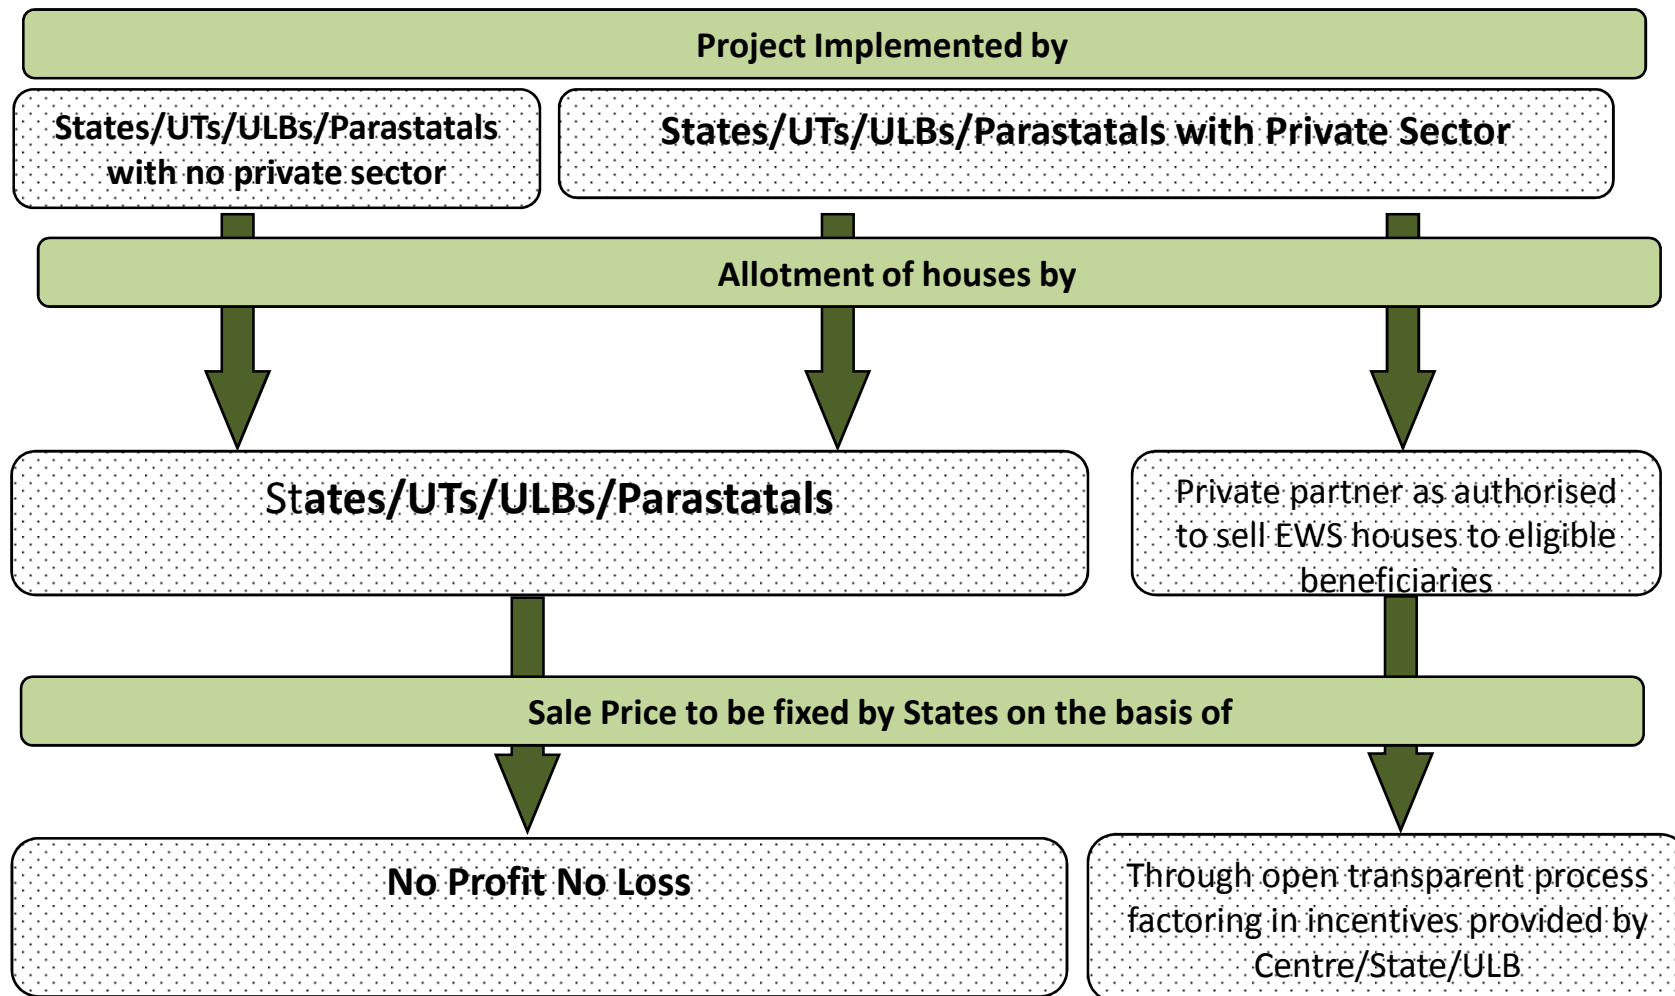 Project Implemented by
States/UTs/ULBs/Parastatals
with no private sector
States/UTs/ULBs/Parastatals with Private Sector
Allotment of houses by
States/UTs/ULBs/Parastatals
Private partner as authorised
to sell EWS houses to eligible
beneficiaries
Sale Price to be fixed by States on the basis of
No Profit No Loss
Through open transparent process
factoring in incentives provided by
Centre/State/ULB